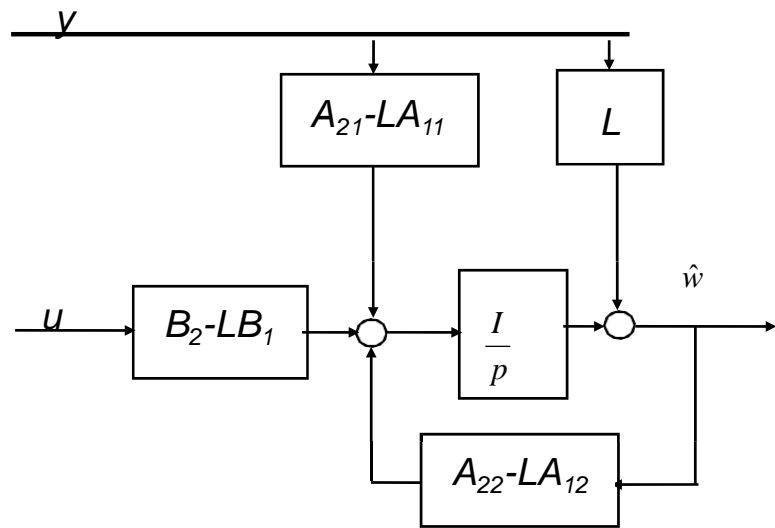 y
A₂₁-LA₁₁
L
ŵ
u
B₂-LB₁
I
p
A₂₂-LA₁₂